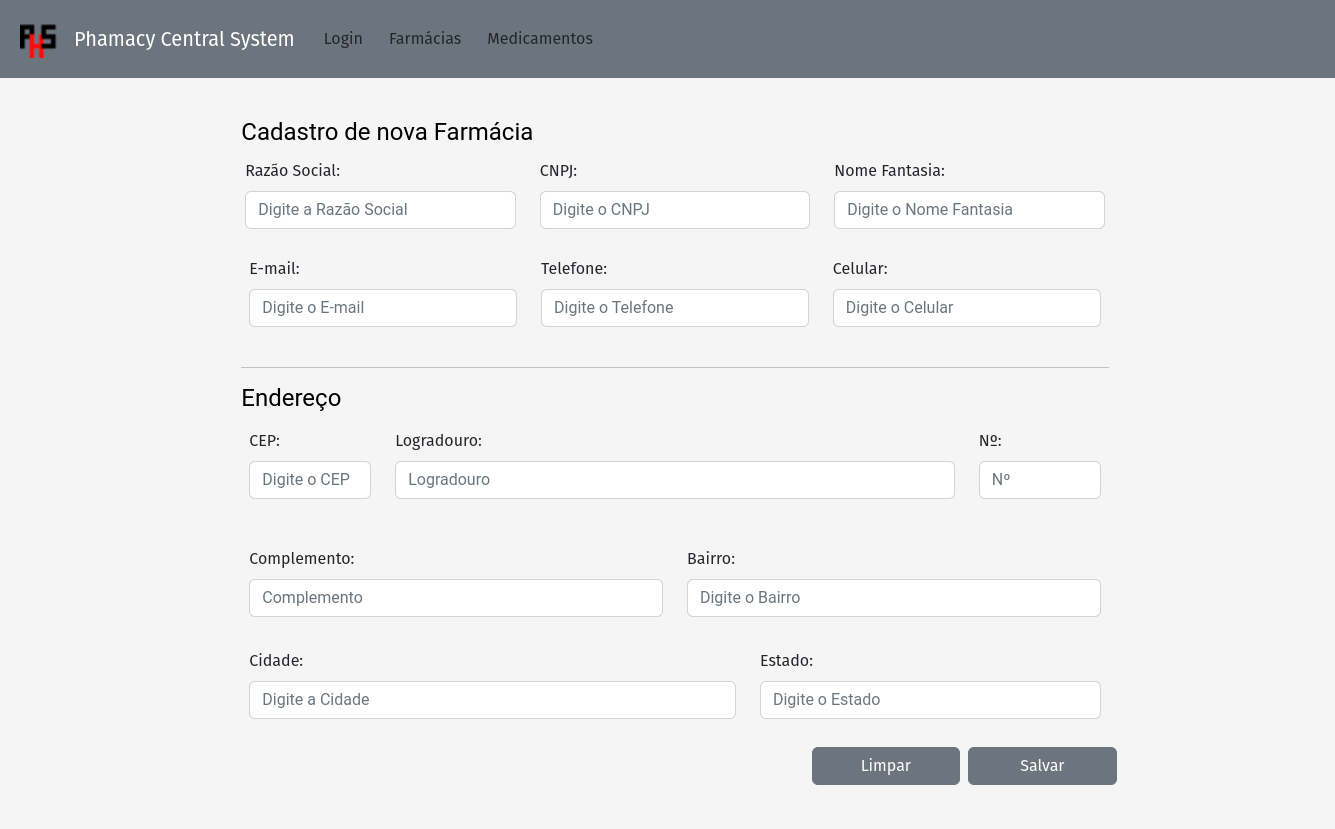 PHS Phamacy Central System Login Farmácias Medicamentos
Cadastro de nova Farmácia
Razão Social: CNPJ: Nome Fantasia:
Digite a Razão Social Digite o CNPJ Digite o Nome Fantasia
E-mail: Telefone: Celular:
Digite o E-mail Digite o Telefone Digite o Celular
Endereço
CEP: Logradouro: Nº:
Digite o CEP Logradouro Nº
Complemento: Bairro:
Complemento Digite o Bairro
Cidade: Estado:
Digite a Cidade Digite o Estado
Limpar Salvar